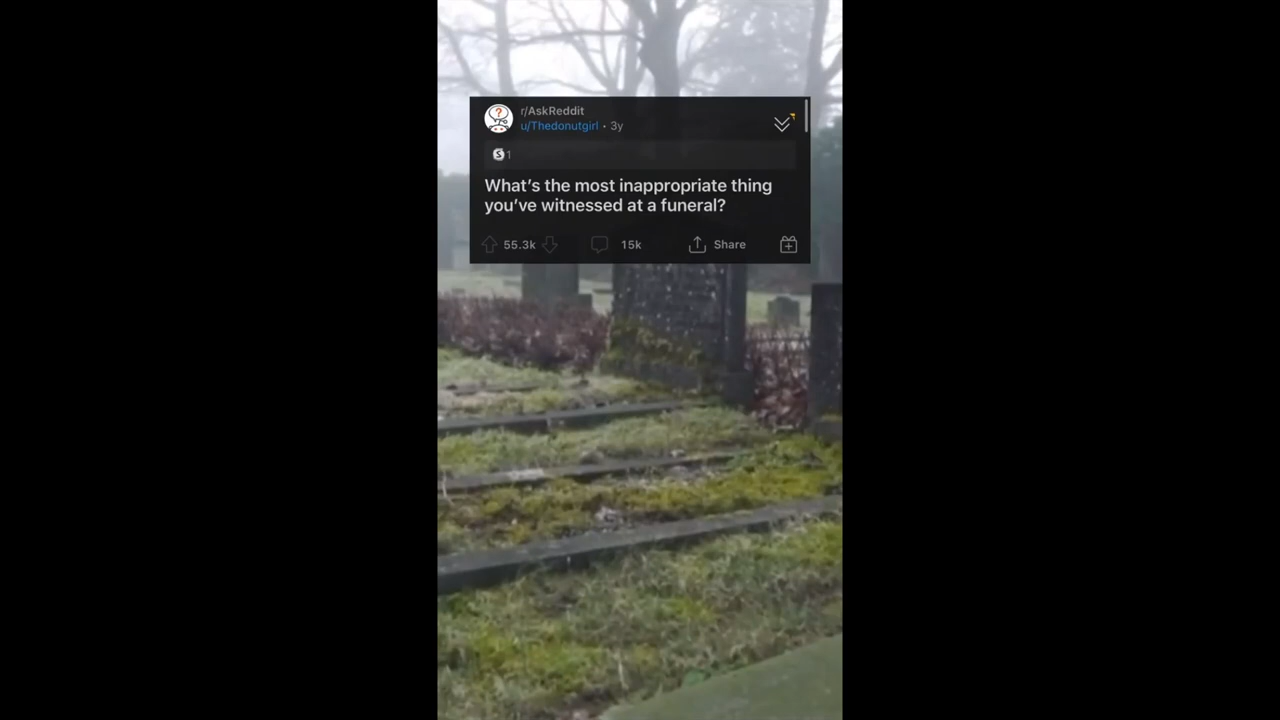 r/AskReddit
u/Thedonutgirl • 3y
1
What's the most inappropriate thing
you've witnessed at a funeral?
55.3k
15k
Share